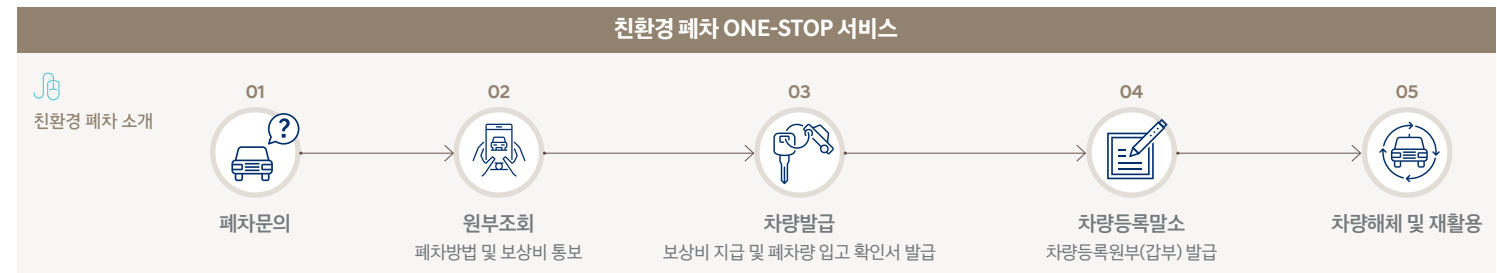 친환경 폐차 ONE-STOP 서비스
친환경 폐차 소개
01
?
폐차문의
02
원부조회
폐차방법 및 보상비 통보
03
차량발급
보상비 지급 및 폐차량 입고 확인서 발급
04
차량등록말소
차량등록원부(갑부) 발급
05
차량해체 및 재활용